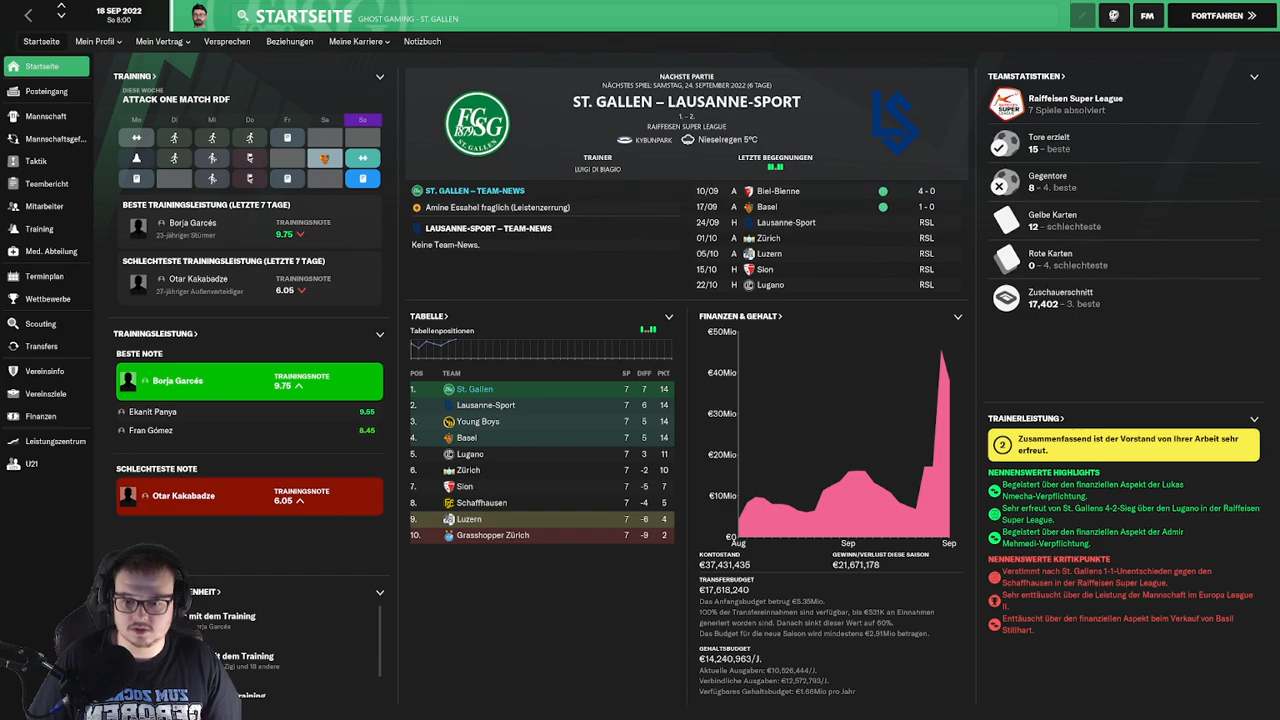 18 SEP 2022
So 8:00
STARTSEITE
GHOST GAMING - ST. GALLEN
FM
FORTFAHREN
Startseite
Mein Profil
Mein Vertrag
Versprechen
Beziehungen
Meine Karriere
Notizbuch
Startseite
Posteingang
Mannschaft
Mannschaftsgef...
Taktik
Teambericht
Mitarbeiter
Training
Med. Abteilung
Terminplan
Wettbewerbe
Scouting
Transfers
Vereinsinfo
Vereinsziele
Finanzen
Leistungszentrum
U21
TRAINING
DIESE WOCHE
ATTACK ONE MATCH RDF
Mo Di Mi Do Fr Sa So
BESTE TRAININGSLEISTUNG (LETZTE 7 TAGE)
Borja Garcés
23-jähriger Stürmer
TRAININGSNOTE
9.75
SCHLECHTESTE TRAININGSLEISTUNG (LETZTE 7 TAGE)
Otar Kakabadze
27-jähriger Außenverteidiger
TRAININGSNOTE
6.05
TRAININGSLEISTUNG
BESTE NOTE
Borja Garcés
TRAININGSNOTE
9.75
Ekanit Panya 9.55
Fran Gómez 8.45
SCHLECHTESTE NOTE
Otar Kakabadze
TRAININGSNOTE
6.05
ENHEIT
mit dem Training
Borja Garcés
it dem Training
Zigi und 18 andere
mit dem Training
ZUM ZOCKEN
GEBOREN
NÄCHSTE PARTIE
NÄCHSTES SPIEL: SAMSTAG, 24. SEPTEMBER 2022 (6 TAGE)
ST. GALLEN – LAUSANNE-SPORT
1. – 2.
RAIFFEISEN SUPER LEAGUE
KYBUNPARK
Nieselregen 5°C
TRAINER
LUIGI DI BIAGIO
LETZTE BEGEGNUNGEN
FCSG
1879
ST. GALLEN
ST. GALLEN – TEAM-NEWS
Amine Essahel fraglich (Leistenzerrung)
LAUSANNE-SPORT – TEAM-NEWS
Keine Team-News.
10/09 A Biel-Bienne 4 - 0
17/09 A Basel 1 - 0
24/09 H Lausanne-Sport RSL
01/10 A Zürich RSL
05/10 A Luzern RSL
15/10 H Sion RSL
22/10 H Lugano RSL
TABELLE
Tabellenpositionen
POS TEAM SP DIFF PKT
1. St. Gallen 7 7 14
2. Lausanne-Sport 7 6 14
3. Young Boys 7 5 14
4. Basel 7 5 14
5. Lugano 7 3 11
6. Zürich 7 -2 10
7. Sion 7 -5 7
8. Schaffhausen 7 -4 5
9. Luzern 7 -6 4
10. Grasshopper Zürich 7 -9 2
FINANZEN & GEHALT
€50Mio
€40Mio
€30Mio
€20Mio
€10Mio
€0
Aug Sep Sep
KONTOSTAND
€37,431,435
GEWINN/VERLUST DIESE SAISON
€21,671,178
TRANSFERBUDGET
€17,618,240
Das Anfangsbudget betrug €5.35Mio.
100% der Transfereinnahmen sind verfügbar, bis €531K an Einnahmen
generiert worden sind. Danach sinkt dieser Wert auf 60%.
Das Budget für die neue Saison wird mindestens €2.91Mio betragen.
GEHALTSBUDGET
€14,240,963/J.
Aktuelle Ausgaben: €10,526,444/J.
Verbindliche Ausgaben: €12,572,793/J.
Verfügbares Gehaltsbudget: €1.66Mio pro Jahr
TEAMSTATISTIKEN
Raiffeisen Super League
7 Spiele absolviert
Tore erzielt
15 – beste
Gegentore
8 – 4. beste
Gelbe Karten
12 – schlechteste
Rote Karten
0 – 4. schlechteste
Zuschauerschnitt
17,402 – 3. beste
TRAINERLEISTUNG
2
Zusammenfassend ist der Vorstand von Ihrer Arbeit sehr
erfreut.
NENNENSWERTE HIGHLIGHTS
Begeistert über den finanziellen Aspekt der Lukas
Nmecha-Verpflichtung.
Sehr erfreut von St. Gallens 4-2-Sieg über den Lugano in der Raiffeisen
Super League.
Begeistert über den finanziellen Aspekt der Admir
Mehmedi-Verpflichtung.
NENNENSWERTE KRITIKPUNKTE
Verstimmt nach St. Gallens 1-1-Unentschieden gegen den
Schaffhausen in der Raiffeisen Super League.
Sehr enttäuscht über die Leistung der Mannschaft im Europa League
II.
Enttäuscht über den finanziellen Aspekt beim Verkauf von Basil
Stillhart.